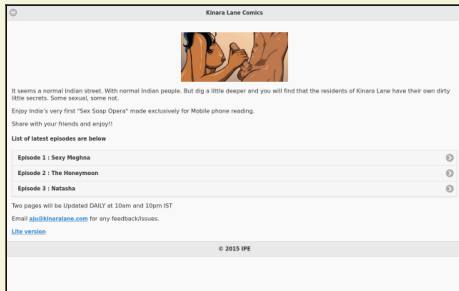 Kinara Lane Comics
It seems a normal Indian street. With normal Indian people. But dig a little deeper and you will find that the residents of Kinara Lane have their own dirty
little secrets. Some sexual, some not.
Enjoy India's very first "Sex Soap Opera" made exclusively for Mobile phone reading.
Share with your friends and enjoy!!
List of latest episodes are below
Episode 1 : Sexy Meghna
Episode 2 : The Honeymoon
Episode 3 : Natasha
Two pages will be Updated DAILY at 10am and 10pm IST
Email aju@kinaralane.com for any feedback/issues.
Lite version
© 2015 IPE